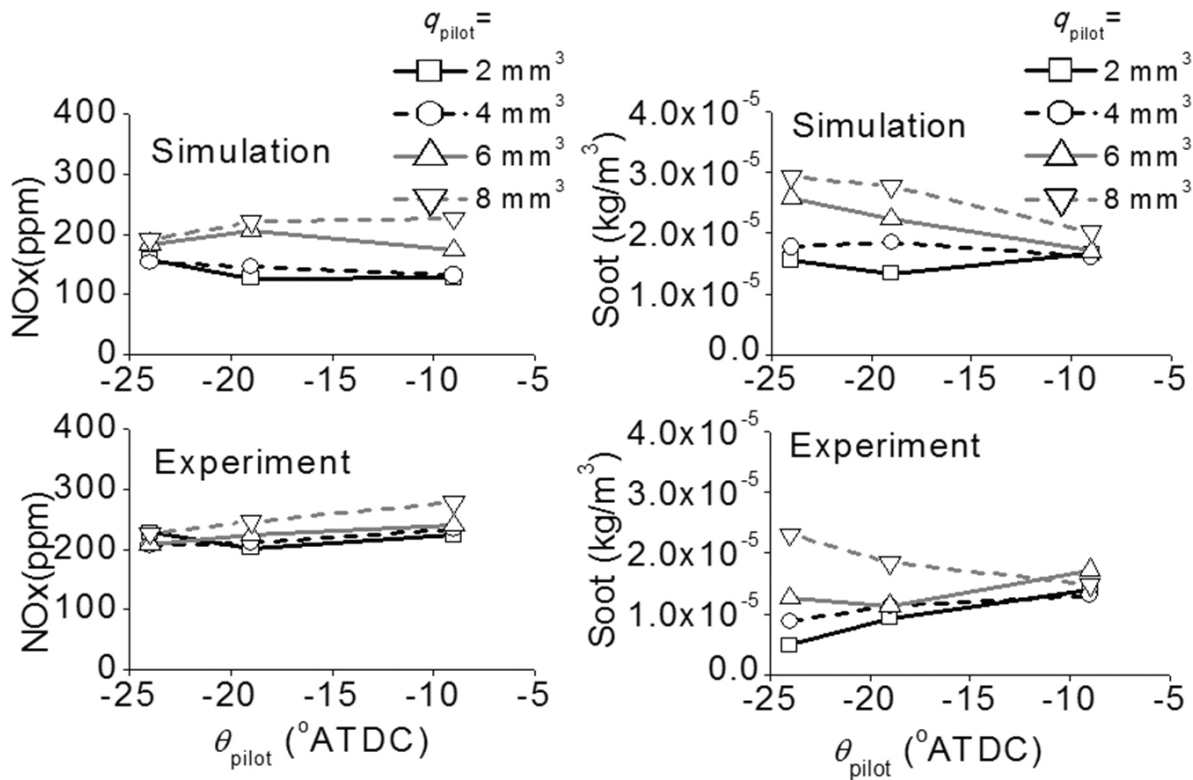 q_pilot=
2 mm³
4 mm³
6 mm³
8 mm³
Simulation
NOx(ppm)
400
300
200
100
0
-25 -20 -15 -10 -5
q_pilot=
2 mm³
4 mm³
6 mm³
8 mm³
Simulation
Soot (kg/m³)
4.0x10⁻⁵
3.0x10⁻⁵
2.0x10⁻⁵
1.0x10⁻⁵
0.0
-25 -20 -15 -10 -5
Experiment
NOx(ppm)
400
300
200
100
0
-25 -20 -15 -10 -5
θ_pilot (°ATDC)
Experiment
Soot (kg/m³)
4.0x10⁻⁵
3.0x10⁻⁵
2.0x10⁻⁵
1.0x10⁻⁵
0.0
-25 -20 -15 -10 -5
θ_pilot (°ATDC)